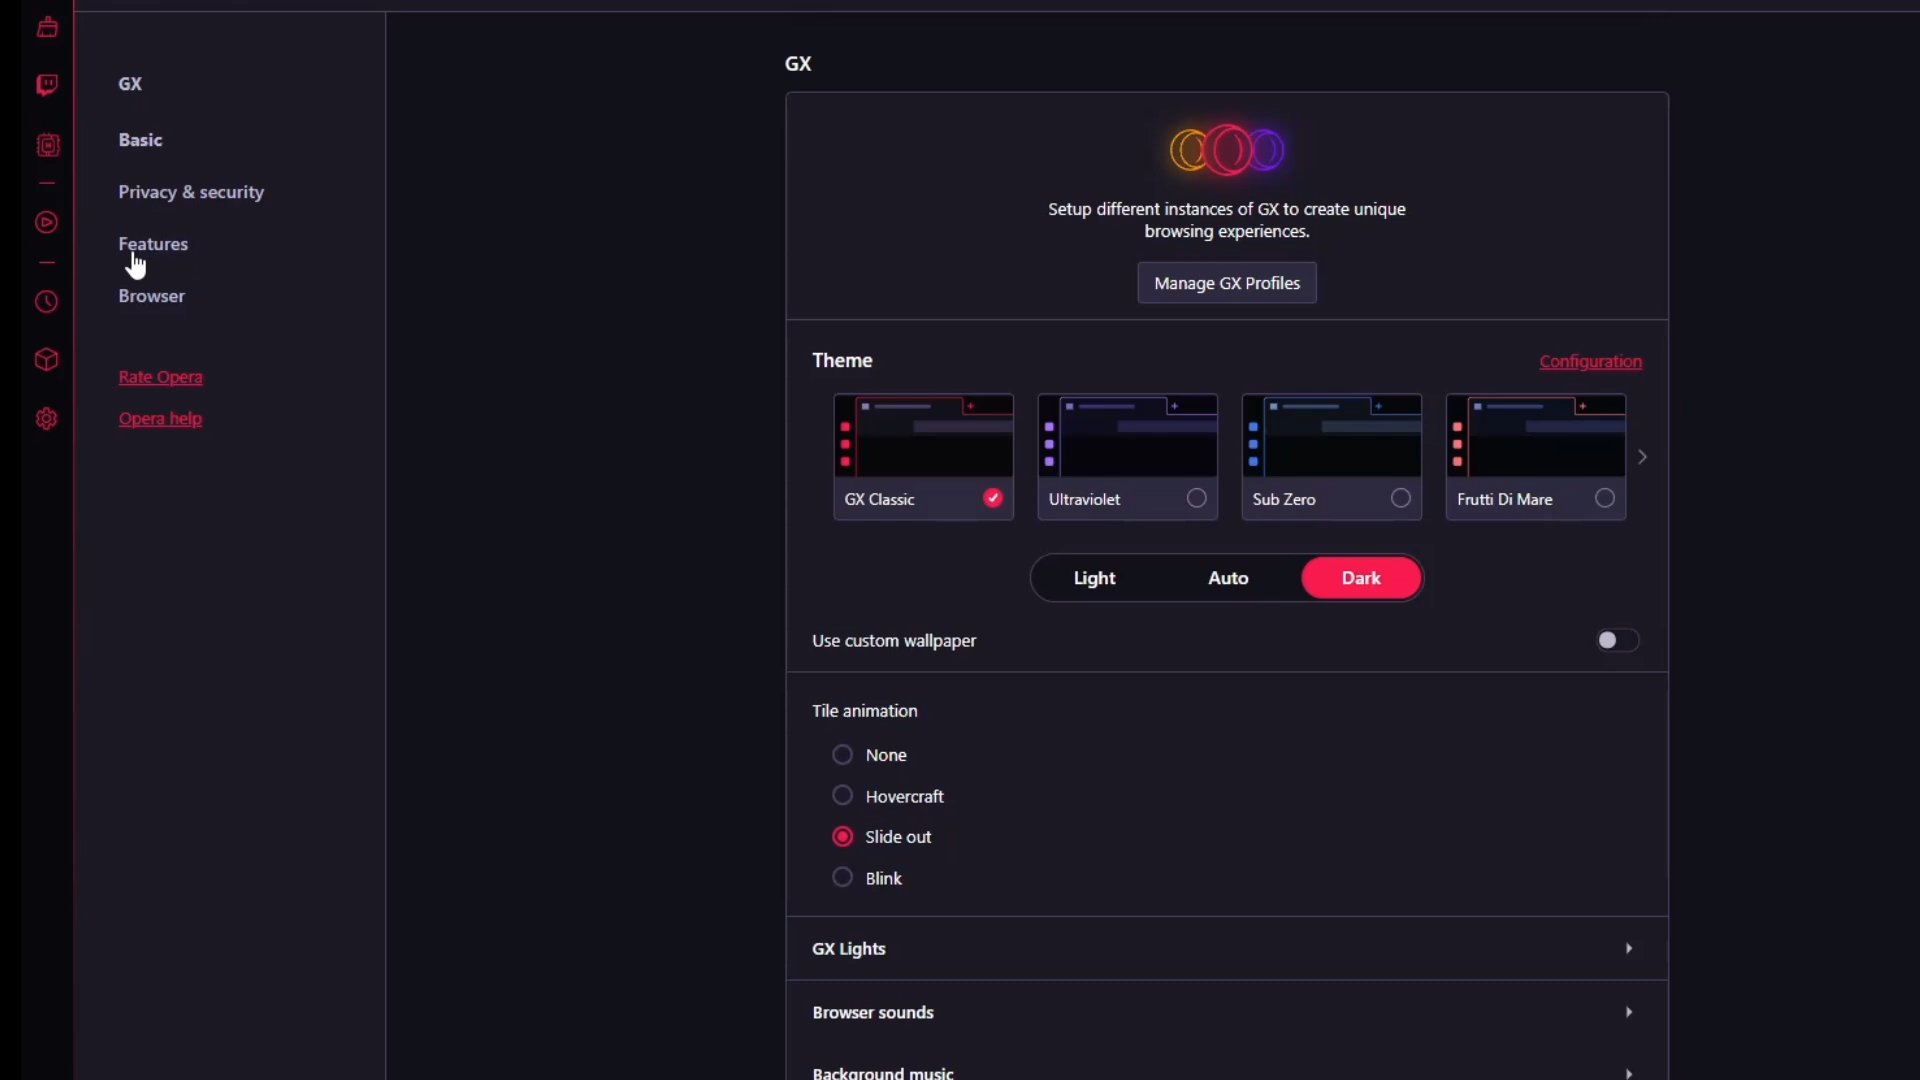 GX
Basic
Privacy & security
Features
Browser
Rate Opera
Opera help
GX
Setup different instances of GX to create unique
browsing experiences.
Manage GX Profiles
Theme
Configuration
GX Classic
Ultraviolet
Sub Zero
Frutti Di Mare
Light
Auto
Dark
Use custom wallpaper
Tile animation
None
Hovercraft
Slide out
Blink
GX Lights
Browser sounds
Background music